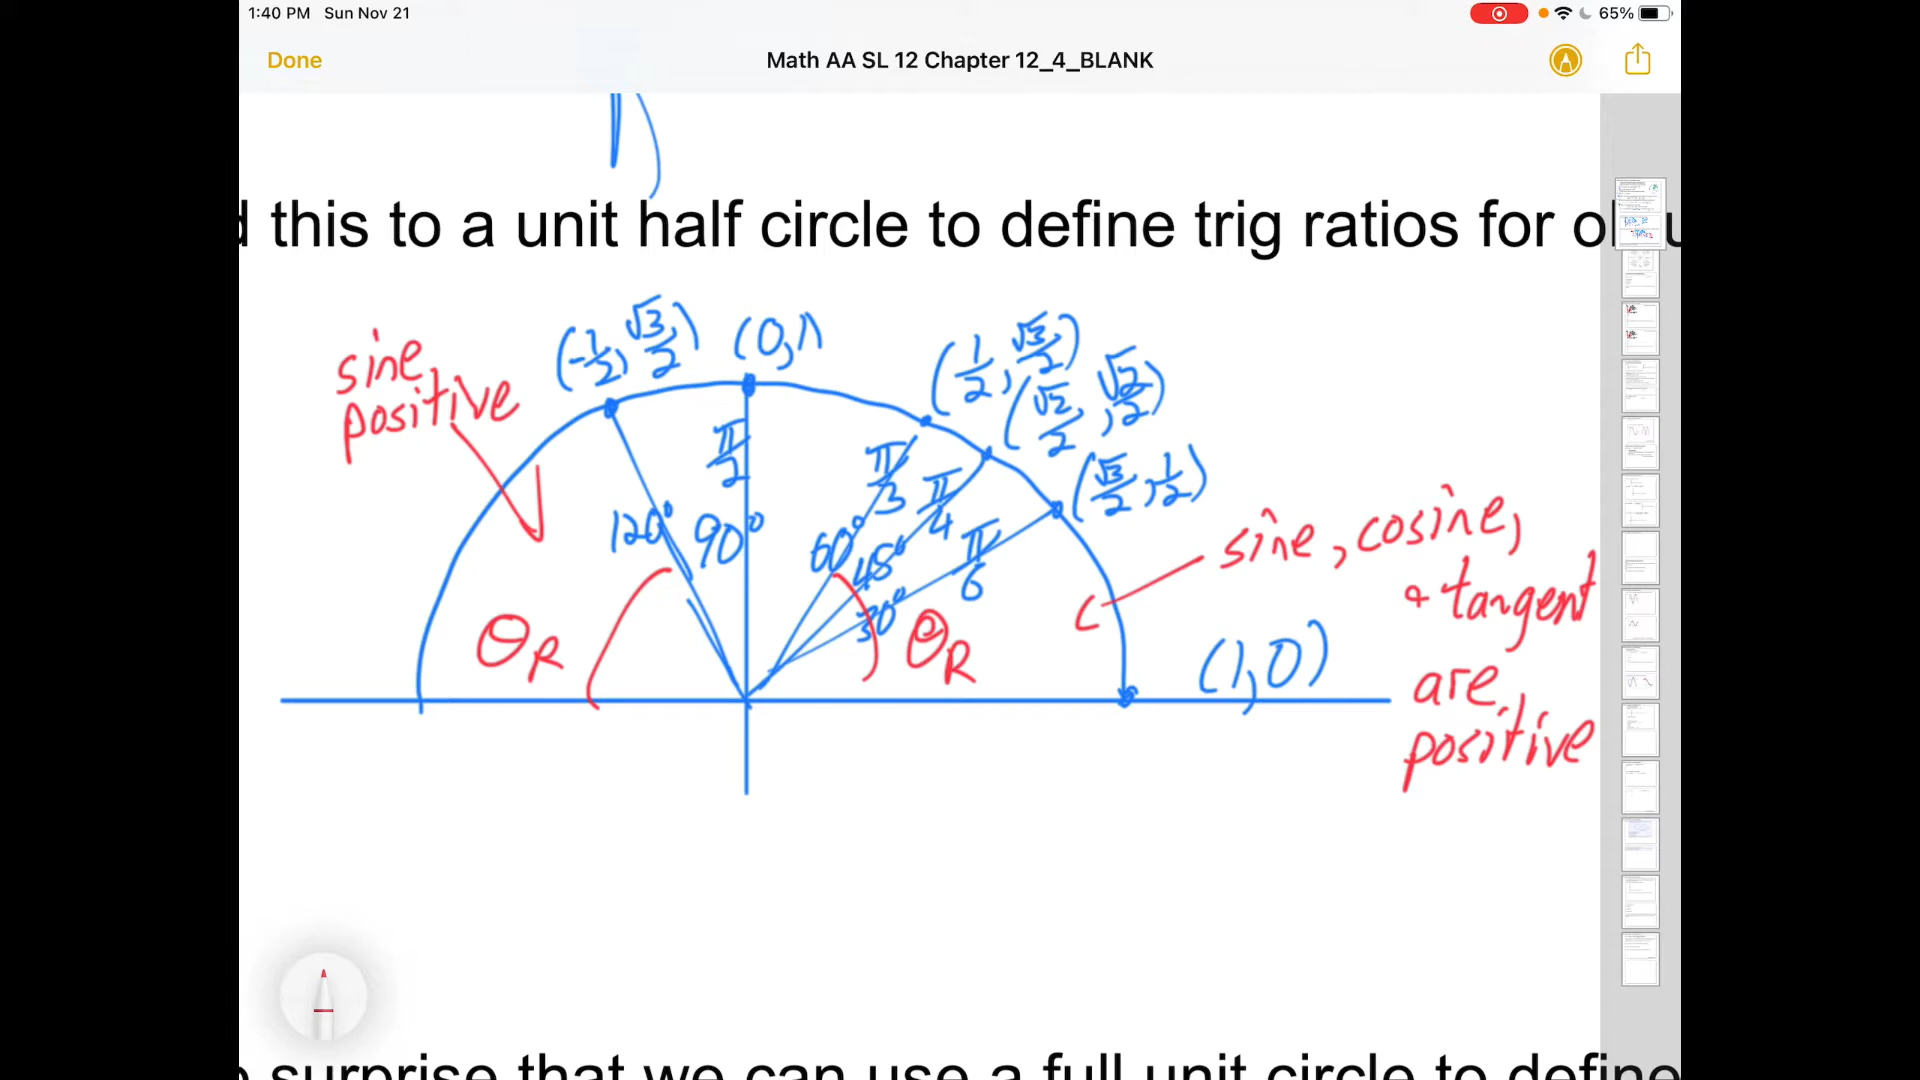 1:40 PM Sun Nov 21
65%
Done
Math AA SL 12 Chapter 12_4_BLANK
d this to a unit half circle to define trig ratios for
sine
positive
(-1/2, √3/2)
(0,1)
(1/2, √3/2)
(√2/2, √2/2)
(√3/2, 1/2)
π/2
π/3
π/4
π/6
120°
90°
60°
45°
30°
θR
θR
sine, cosine,
+ tangent
are
positive
(1,0)
surprise that we can use a full unit circle to define